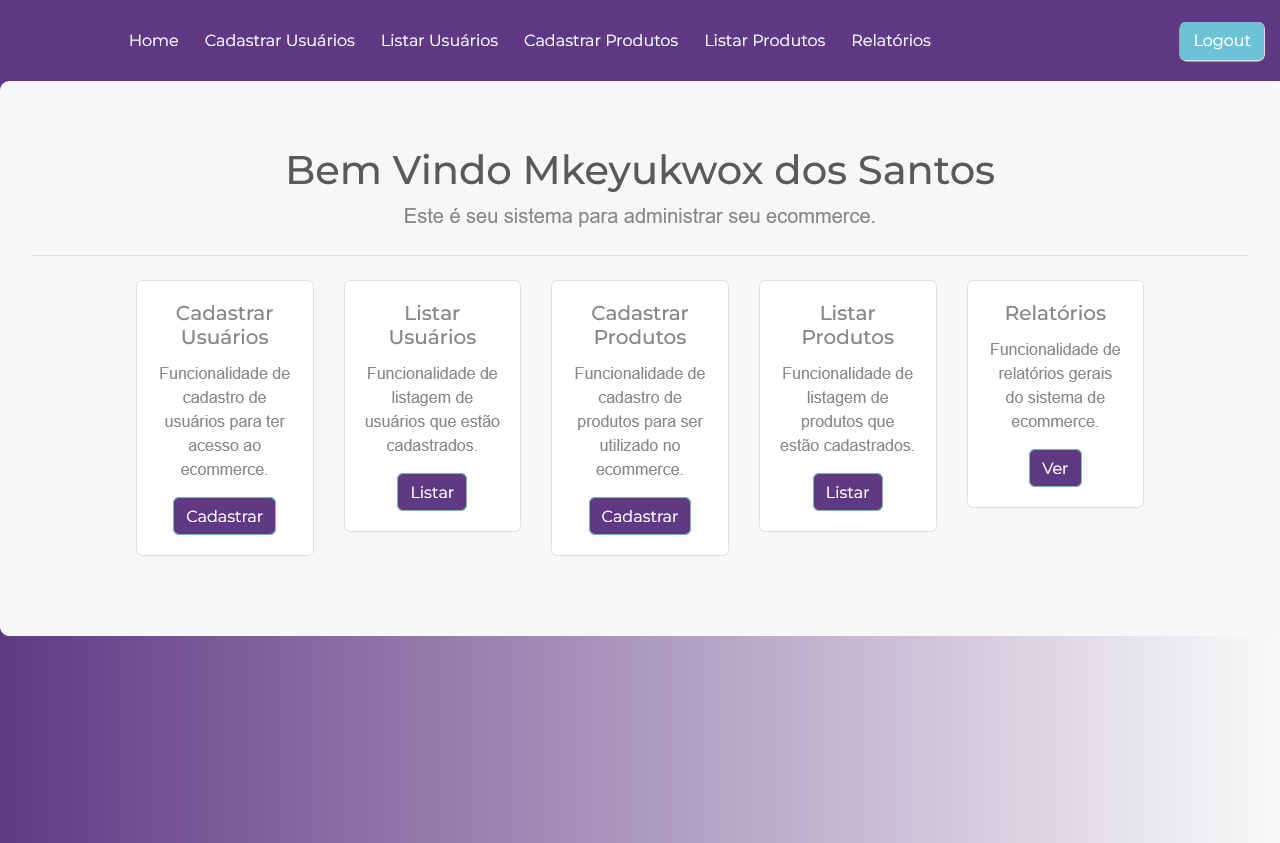 Home Cadastrar Usuários Listar Usuários Cadastrar Produtos Listar Produtos Relatórios Logout
Bem Vindo Mkeyukwox dos Santos
Este é seu sistema para administrar seu ecommerce.
Cadastrar
Usuários
Funcionalidade de
cadastro de
usuários para ter
acesso ao
ecommerce.
Cadastrar
Listar
Usuários
Funcionalidade de
listagem de
usuários que estão
cadastrados.
Listar
Cadastrar
Produtos
Funcionalidade de
cadastro de
produtos para ser
utilizado no
ecommerce.
Cadastrar
Listar
Produtos
Funcionalidade de
listagem de
produtos que
estão cadastrados.
Listar
Relatórios
Funcionalidade de
relatórios gerais
do sistema de
ecommerce.
Ver